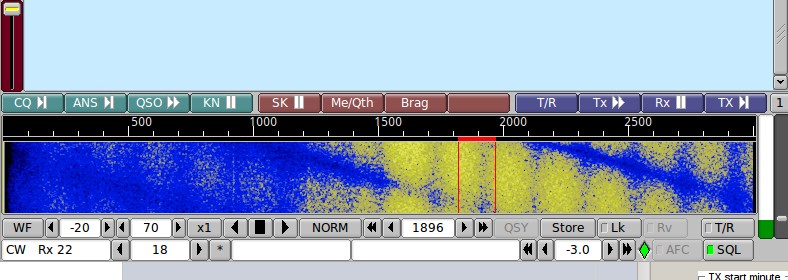 CQ ANS QSO KN SK Me/Qth Brag T/R Tx Rx TX 1
500 1000 1500 2000 2500
WF -20 70 x1 NORM 1896 QSY Store Lk Rv T/R
CW Rx 22 18 * -3.0 AFC SQL
TX start minute